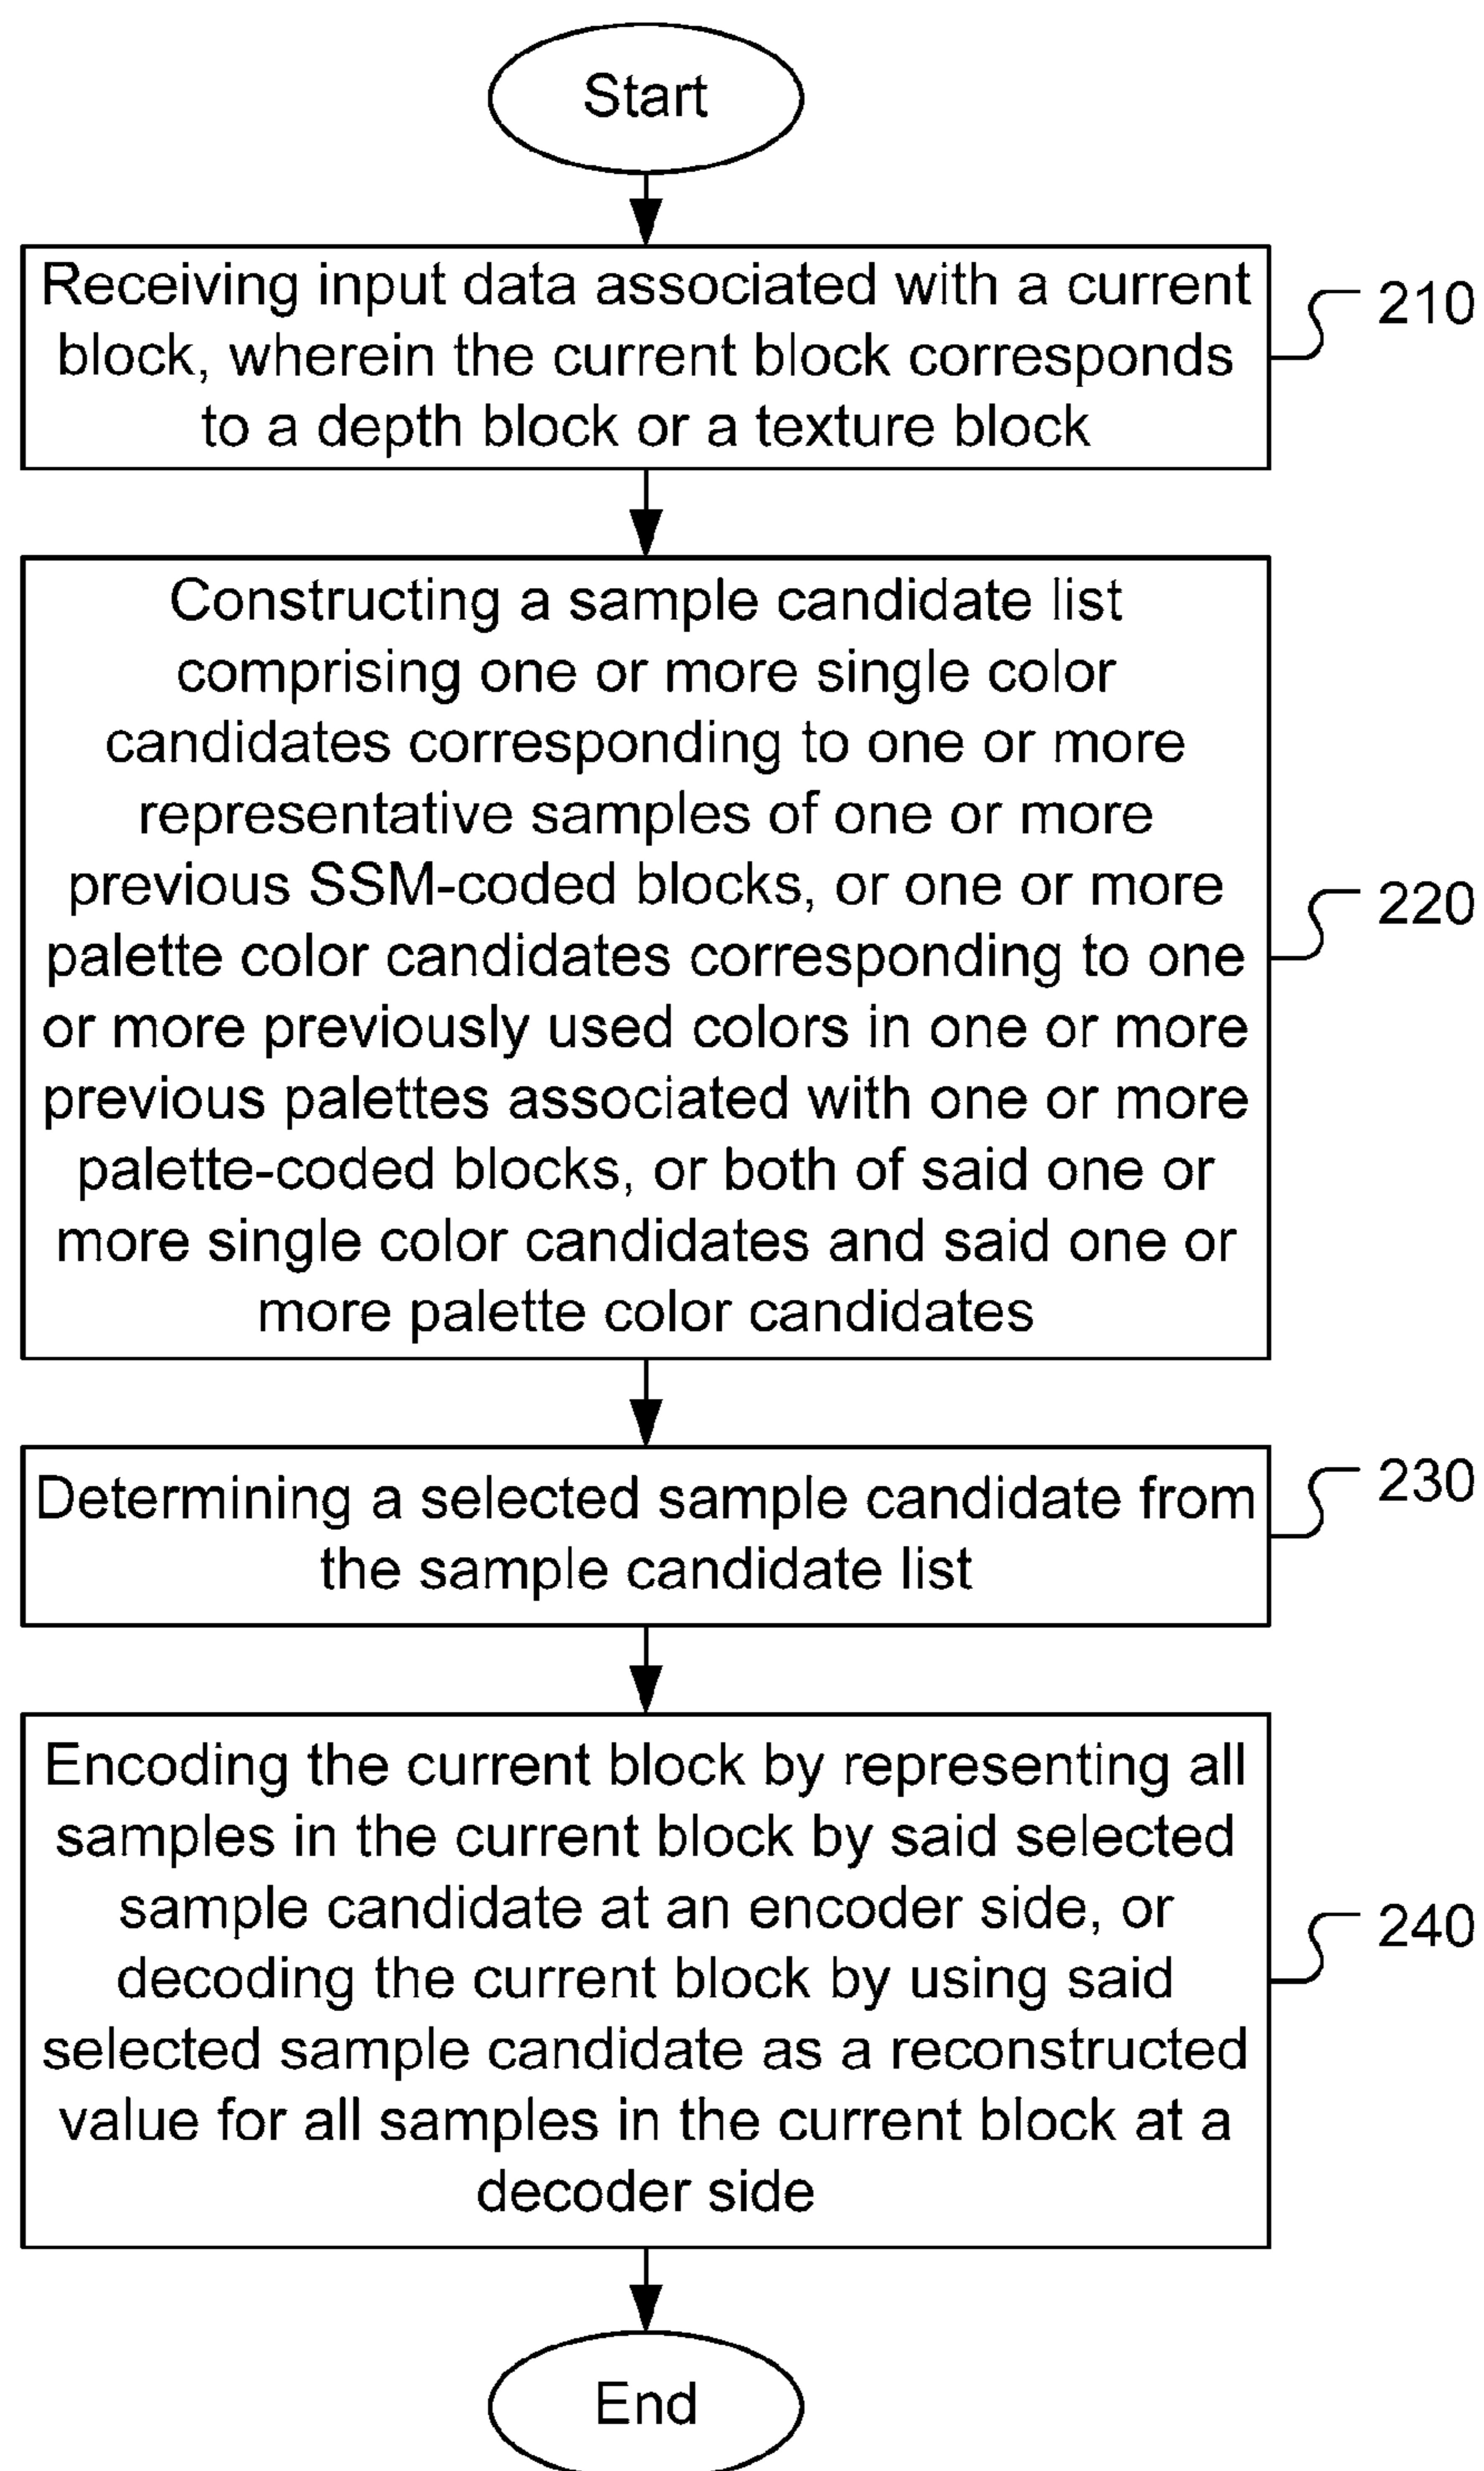 Start
Receiving input data associated with a current
block, wherein the current block corresponds
to a depth block or a texture block
210
Constructing a sample candidate list
comprising one or more single color
candidates corresponding to one or more
representative samples of one or more
previous SSM-coded blocks, or one or more
palette color candidates corresponding to one
or more previously used colors in one or more
previous palettes associated with one or more
palette-coded blocks, or both of said one or
more single color candidates and said one or
more palette color candidates
220
Determining a selected sample candidate from
the sample candidate list
230
Encoding the current block by representing all
samples in the current block by said selected
sample candidate at an encoder side, or
decoding the current block by using said
selected sample candidate as a reconstructed
value for all samples in the current block at a
decoder side
240
End